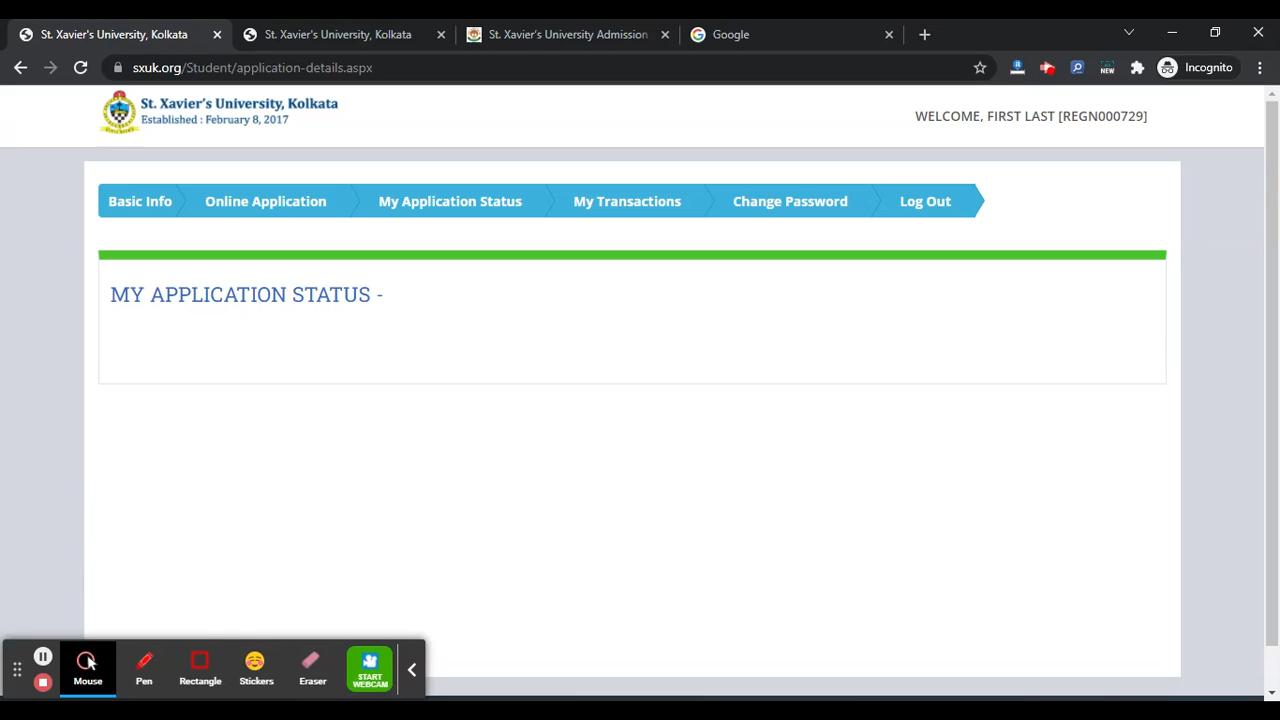 St. Xavier's University, Kolkata
St. Xavier's University, Kolkata
St. Xavier's University Admission
Google
sxuk.org/Student/application-details.aspx
NEW
Incognito
St. Xavier's University, Kolkata
Established : February 8, 2017
WELCOME, FIRST LAST [REGN000729]
Basic Info
Online Application
My Application Status
My Transactions
Change Password
Log Out
MY APPLICATION STATUS -
Mouse
Pen
Rectangle
Stickers
Eraser
START
WEBCAM